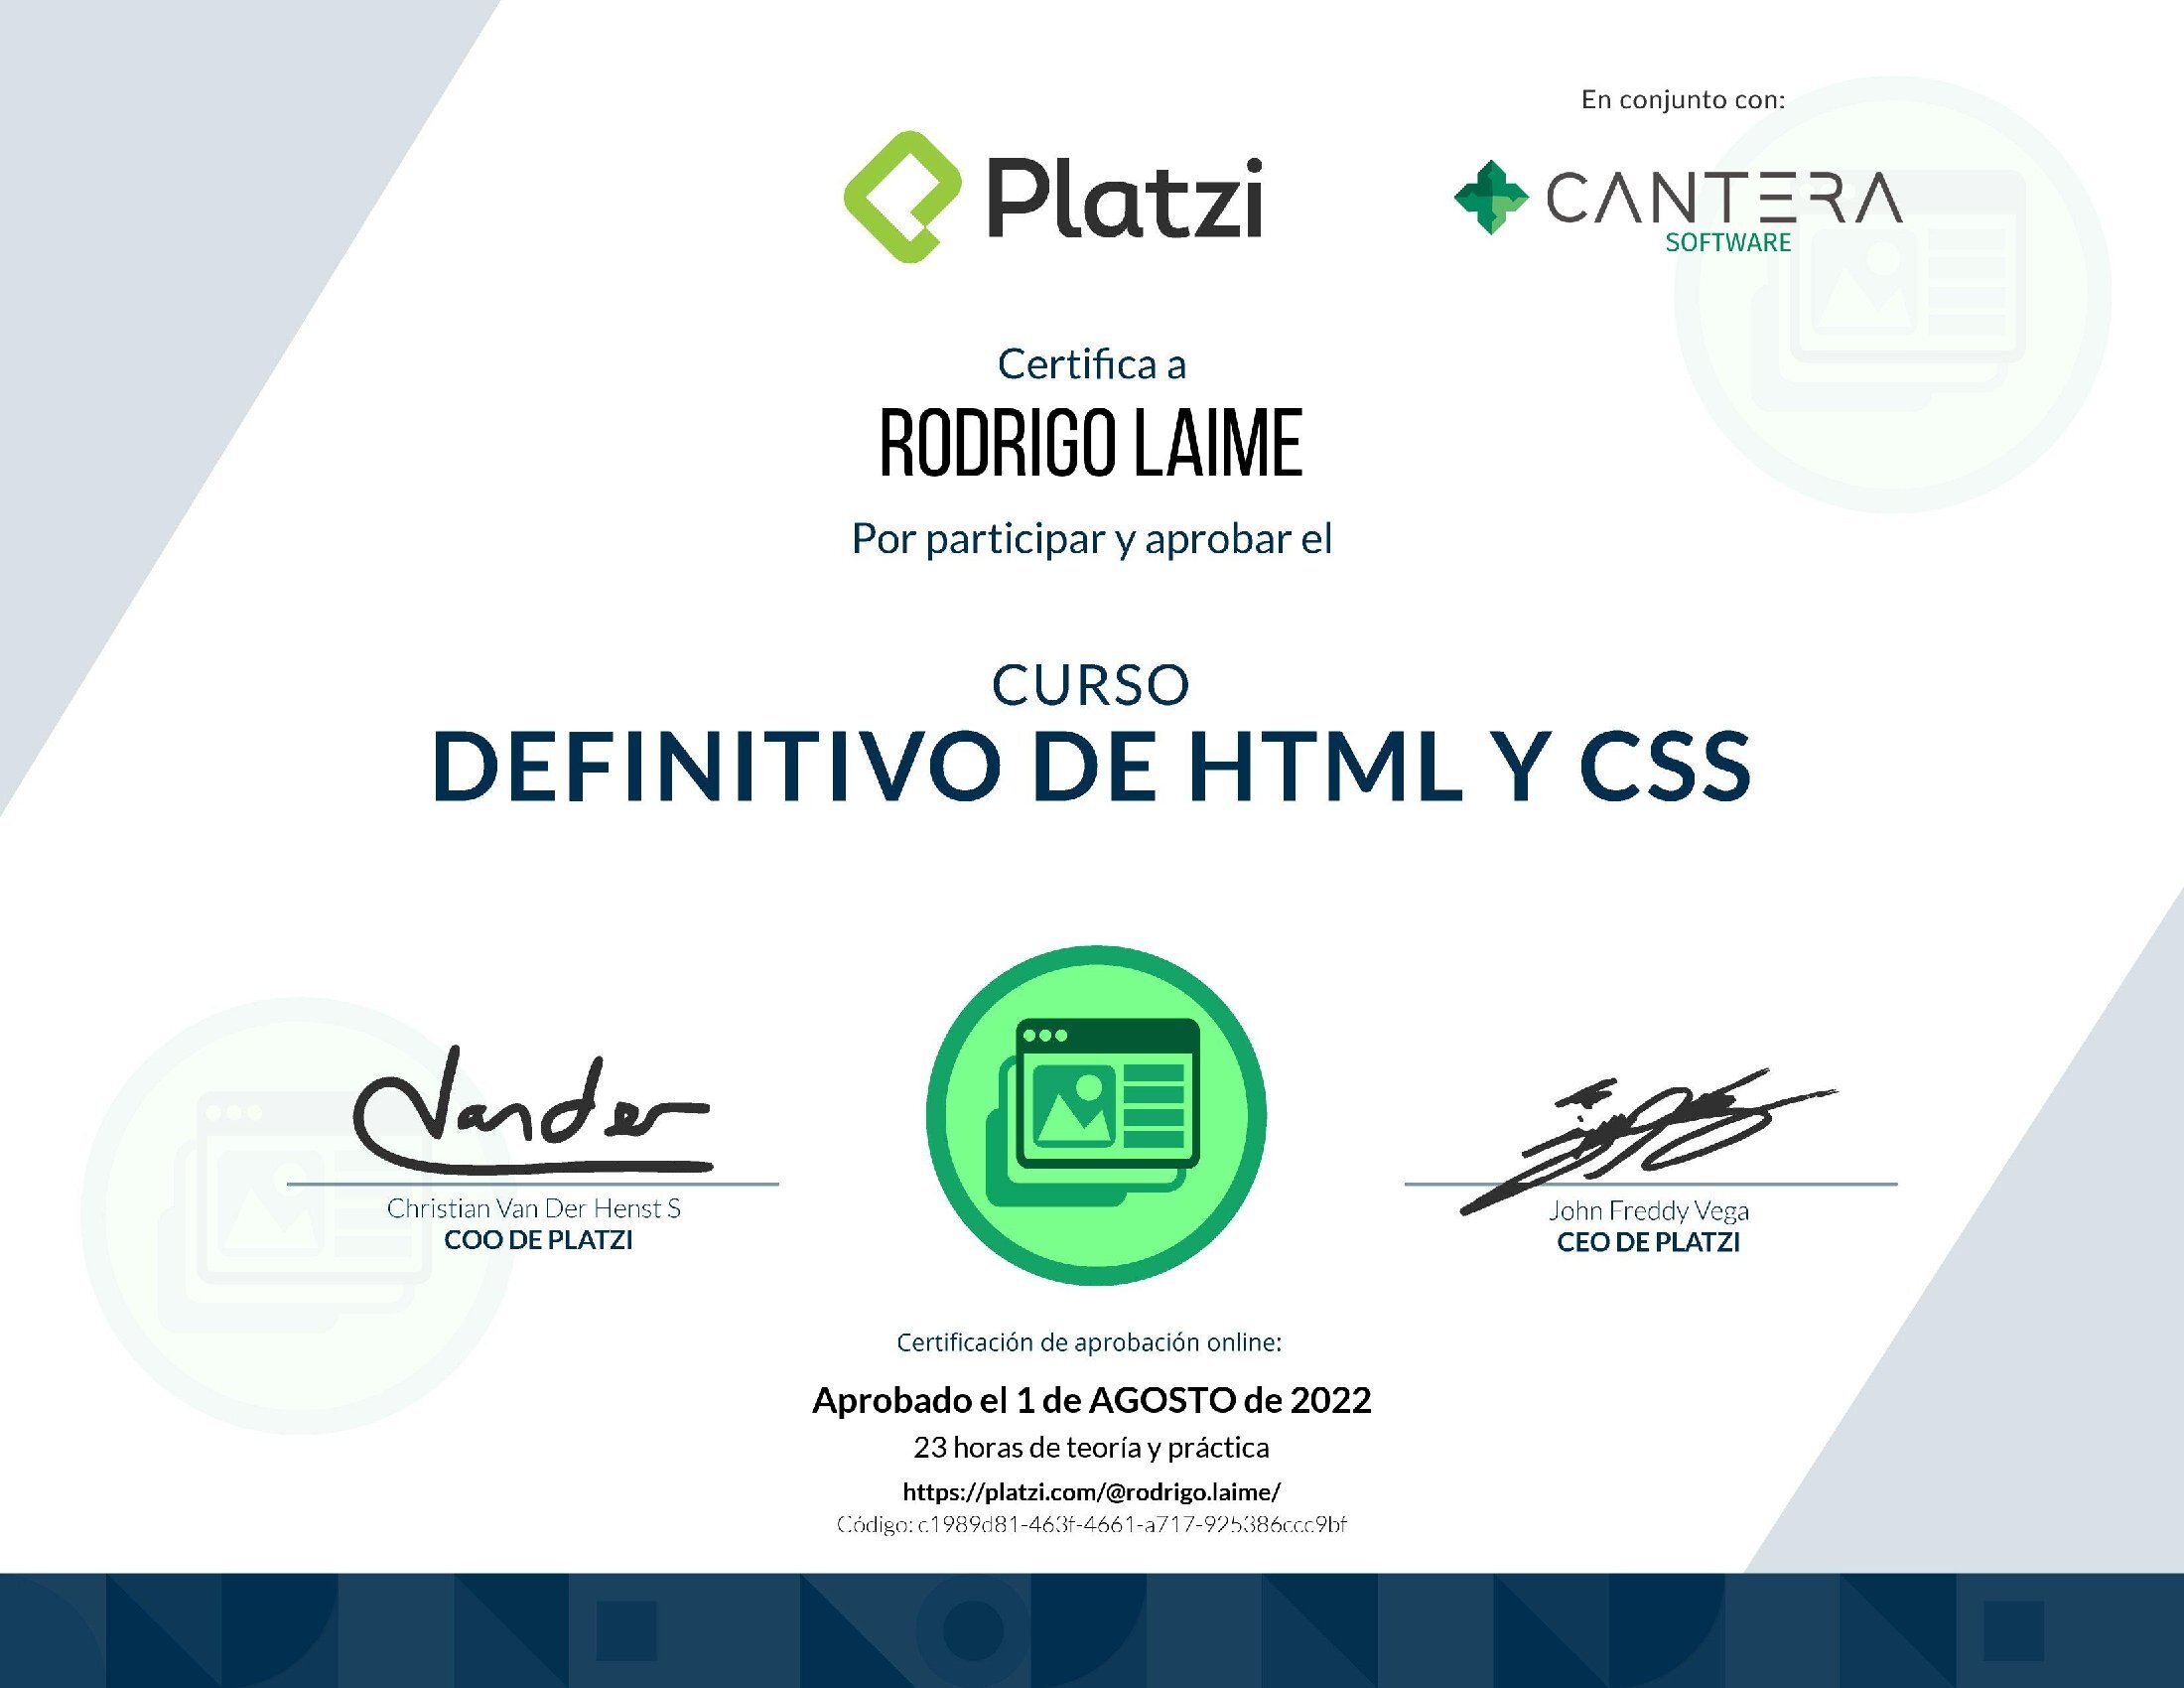 En conjunto con:
Platzi
CANTERA
SOFTWARE
Certifica a
RODRIGO LAIME
Por participar y aprobar el
CURSO
DEFINITIVO DE HTML Y CSS
Vander
Christian Van Der Henst S
COO DE PLATZI
John Freddy Vega
CEO DE PLATZI
Certificación de aprobación online:
Aprobado el 1 de AGOSTO de 2022
23 horas de teoría y práctica
https://platzi.com/@rodrigo.laime/
Código: c1989d81-463f-4661-a717-925386ccc9bf